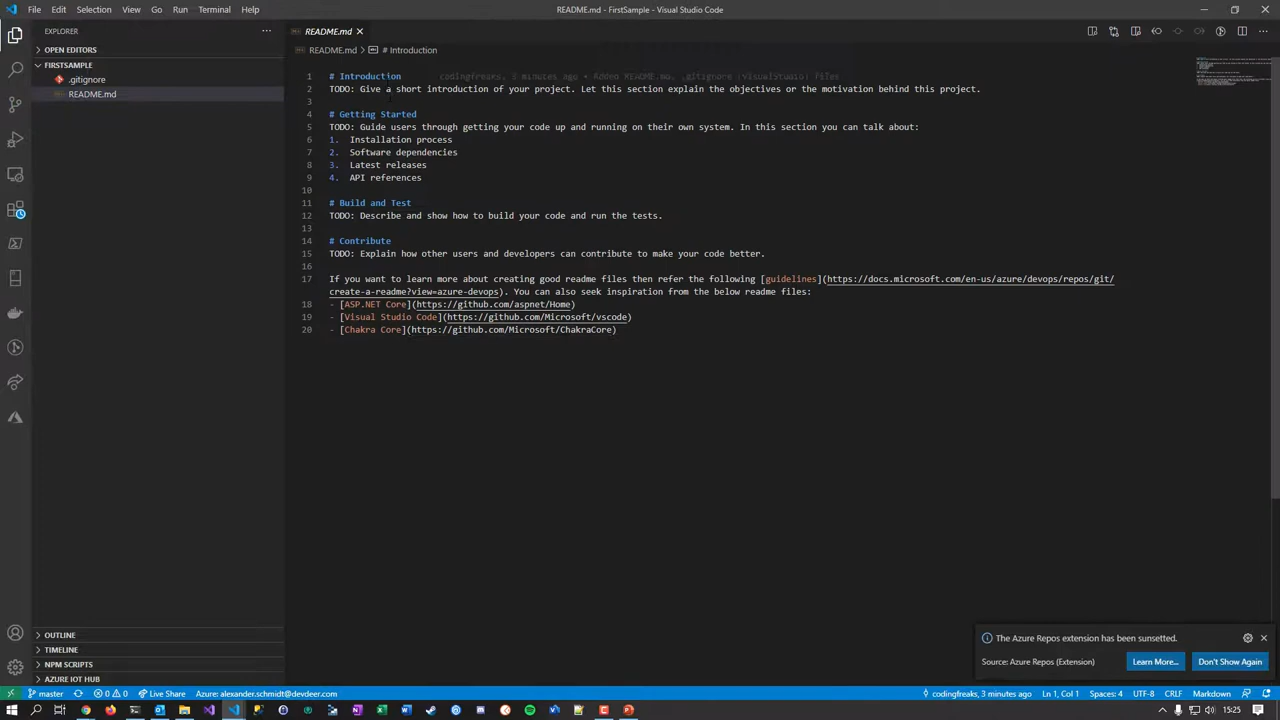 File Edit Selection View Go Run Terminal Help
README.md - FirstSample - Visual Studio Code
EXPLORER
OPEN EDITORS
FIRSTSAMPLE
.gitignore
README.md
README.md
README.md # Introduction
1 # Introduction codingfreaks, minutes ago • Added README.md, .gitignore (VisualStudio) files
2 TODO: Give a short introduction of your project. Let this section explain the objectives or the motivation behind this project.
3
4 # Getting Started
5 TODO: Guide users through getting your code up and running on their own system. In this section you can talk about:
6 1. Installation process
7 2. Software dependencies
8 3. Latest releases
9 4. API references
10
11 # Build and Test
12 TODO: Describe and show how to build your code and run the tests.
13
14 # Contribute
15 TODO: Explain how other users and developers can contribute to make your code better.
16
17 If you want to learn more about creating good readme files then refer the following [guidelines](https://docs.microsoft.com/en-us/azure/devops/repos/git/
create-a-readme?view=azure-devops). You can also seek inspiration from the below readme files:
18 - [ASP.NET Core](https://github.com/aspnet/Home)
19 - [Visual Studio Code](https://github.com/Microsoft/vscode)
20 - [Chakra Core](https://github.com/Microsoft/ChakraCore)
OUTLINE
TIMELINE
NPM SCRIPTS
AZURE IOT HUB
The Azure Repos extension has been sunsetted.
Source: Azure Repos (Extension)
Learn More...
Don't Show Again
master 0 0 Live Share Azure: alexander.schmidt@devdeer.com
codingfreaks, 3 minutes ago Ln 1, Col 1 Spaces: 4 UTF-8 CRLF Markdown
15:25